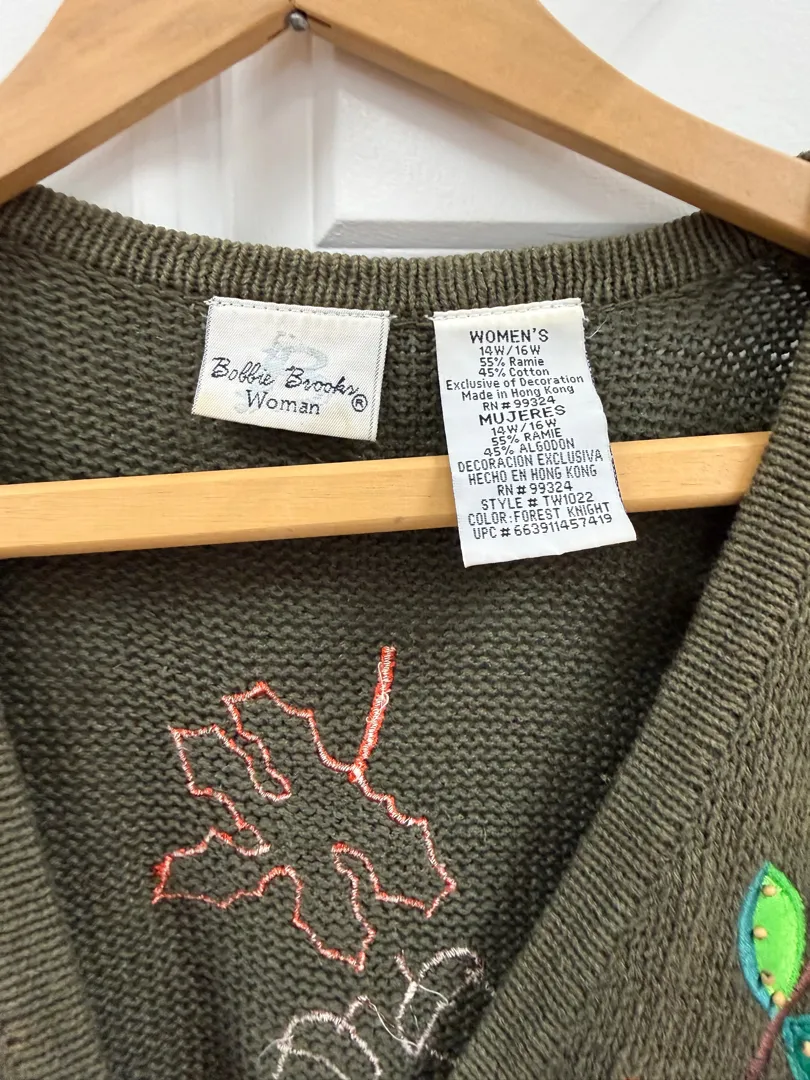 Bobbie Brooks
Woman ®
WOMEN'S
14W/16W
55% Ramie
45% Cotton
Exclusive of Decoration
Made in Hong Kong
RN # 99324
MUJERES
14W/16W
55% RAMIE
45% ALGODON
DECORACION EXCLUSIVA
HECHO EN HONG KONG
RN # 99324
STYLE # TW1022
COLOR: FOREST KNIGHT
UPC # 663911457419